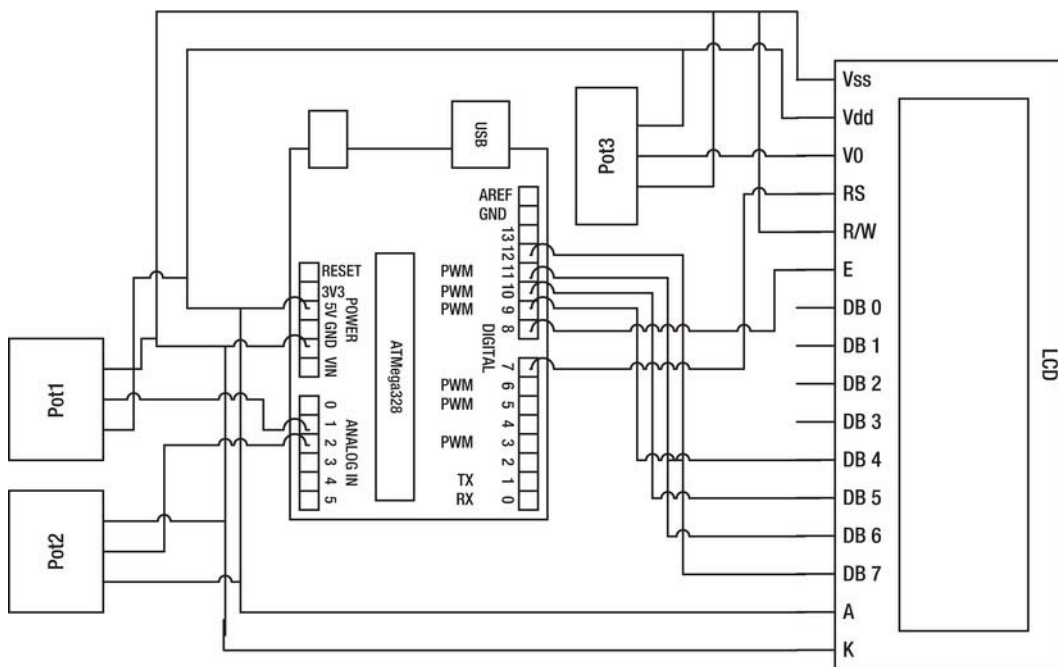 Vss
Vdd
V0
RS
R/W
E
DB 0
DB 1
DB 2
DB 3
DB 4
DB 5
DB 6
DB 7
A
K
LCD
Pot3
USB
AREF
GND
13
12
PWM 11
PWM 10
PWM 9
8
DIGITAL
7
PWM 6
PWM 5
4
PWM 3
2
TX 1
RX 0
ATMega328
RESET
3V3
5V
GND
VIN
POWER
0
1
2
3
4
5
ANALOG IN
Pot1
Pot2